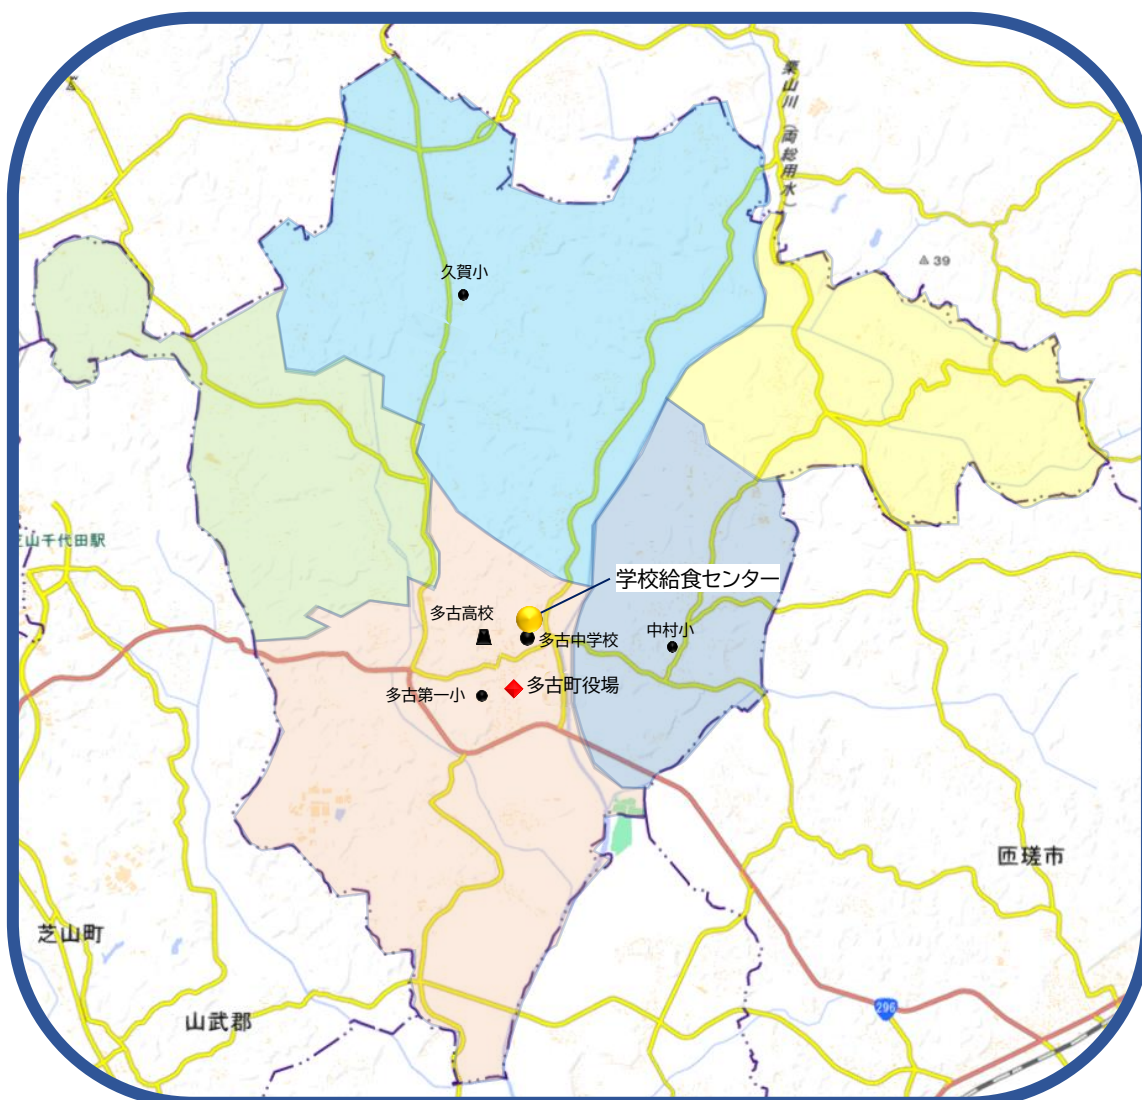 栗山川（両総用水）
39
久賀小
芝山千代田駅
学校給食センター
多古高校
多古中学校
中村小
多古第一小
多古町役場
匝瑳市
芝山町
山武郡
296